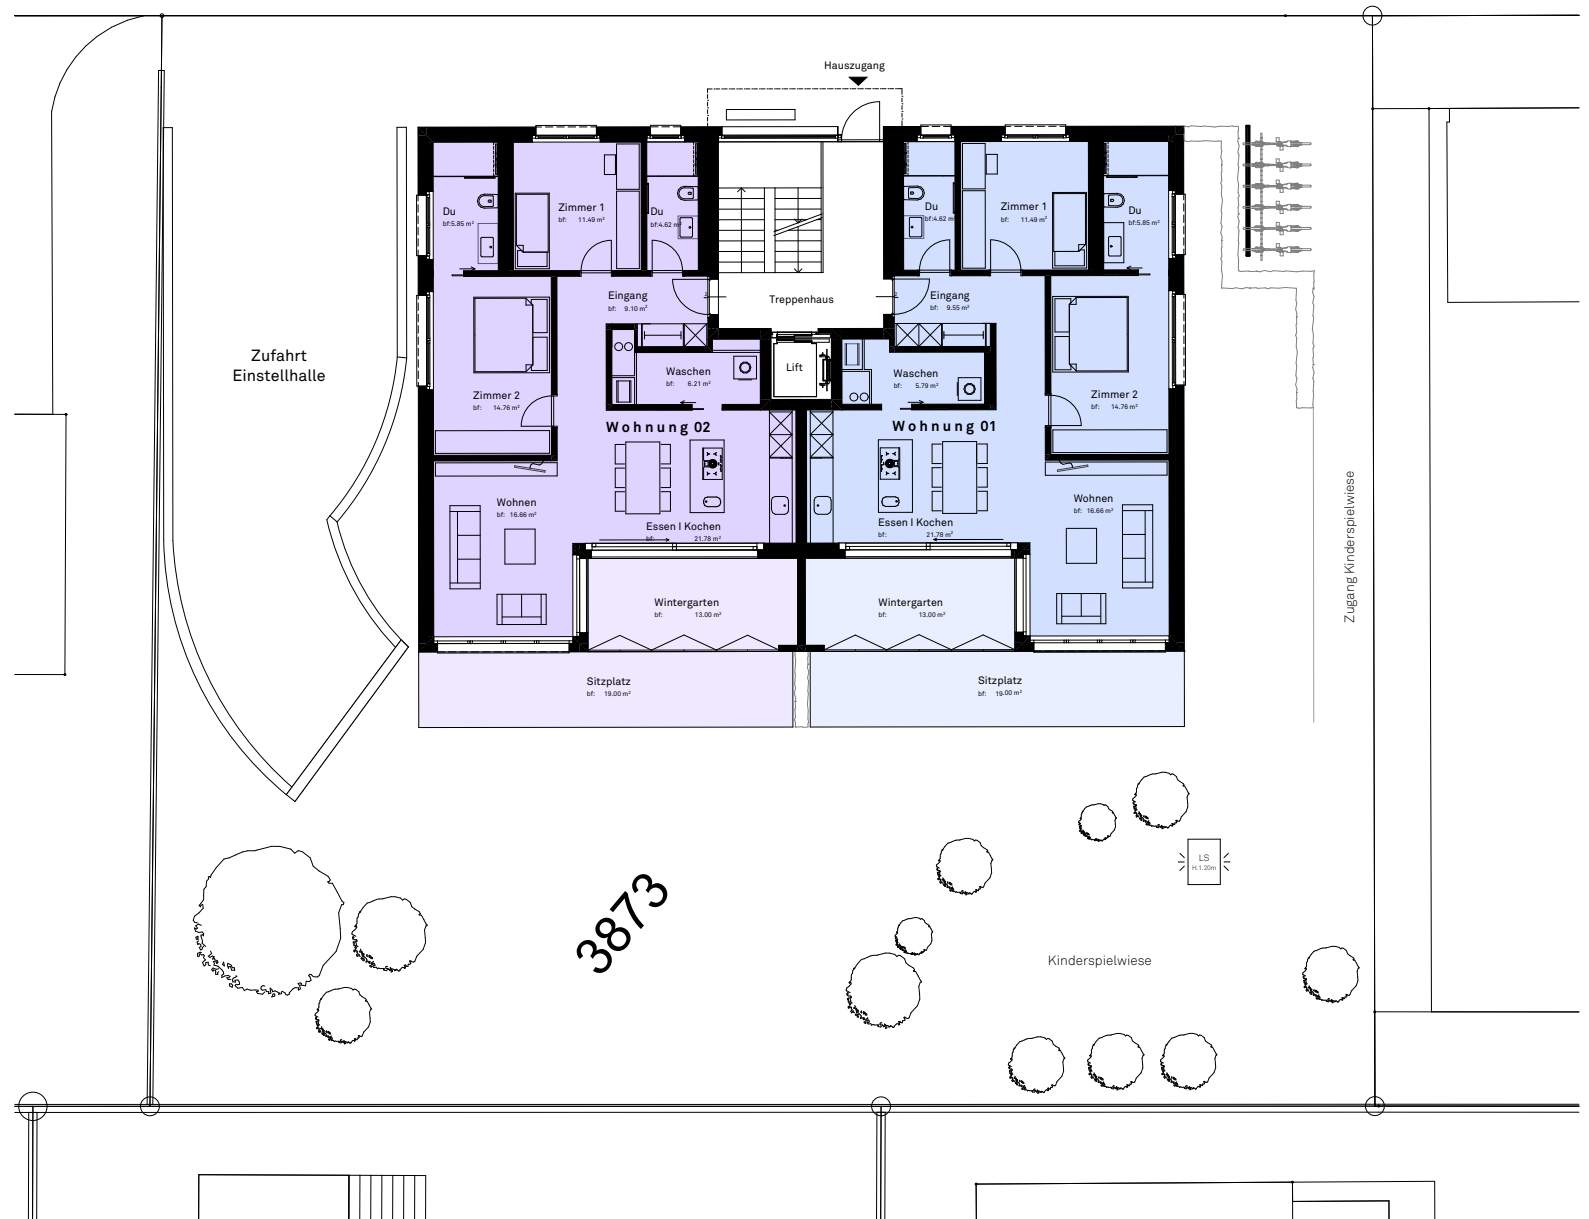 Hauszugang
Du
bf:5.85 m²
Zimmer 1
bf: 11.49 m²
Du
bf:4.62 m²
Du
bf:4.62 m²
Zimmer 1
bf: 11.49 m²
Du
bf:5.85 m²
Eingang
bf: 9.10 m²
Treppenhaus
Eingang
bf: 9.55 m²
Zufahrt
Einstellhalle
Lift
Waschen
bf: 6.21 m²
Waschen
bf: 5.79 m²
Zimmer 2
bf: 14.76 m²
Zimmer 2
bf: 14.76 m²
Wohnung 02
Wohnung 01
Wohnen
bf: 16.66 m²
Essen I Kochen
bf: 21.78 m²
Essen I Kochen
bf: 21.78 m²
Wohnen
bf: 16.66 m²
Zugang Kinderspielwiese
Wintergarten
bf: 13.00 m²
Wintergarten
bf: 13.00 m²
Sitzplatz
bf: 19.00 m²
Sitzplatz
bf: 19.00 m²
LS
H.1.20m
3873
Kinderspielwiese